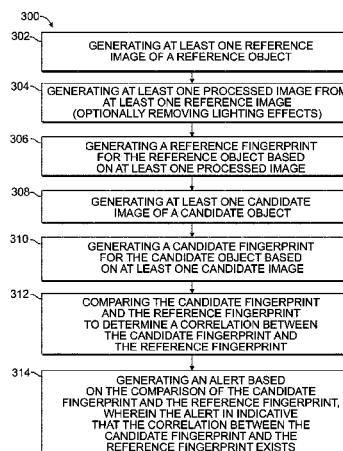 300
302
GENERATING AT LEAST ONE REFERENCE
IMAGE OF A REFERENCE OBJECT
304
GENERATING AT LEAST ONE PROCESSED IMAGE FROM
AT LEAST ONE REFERENCE IMAGE
(OPTIONALLY REMOVING LIGHTING EFFECTS)
306
GENERATING A REFERENCE FINGERPRINT
FOR THE REFERENCE OBJECT BASED
ON AT LEAST ONE PROCESSED IMAGE
308
GENERATING AT LEAST ONE CANDIDATE
IMAGE OF A CANDIDATE OBJECT
310
GENERATING A CANDIDATE FINGERPRINT
FOR THE CANDIDATE OBJECT BASED
ON AT LEAST ONE CANDIDATE IMAGE
312
COMPARING THE CANDIDATE FINGERPRINT
AND THE REFERENCE FINGERPRINT
TO DETERMINE A CORRELATION BETWEEN
THE CANDIDATE FINGERPRINT AND
THE REFERENCE FINGERPRINT
314
GENERATING AN ALERT BASED
ON THE COMPARISON OF THE CANDIDATE
FINGERPRINT AND THE REFERENCE FINGERPRINT,
WHEREIN THE ALERT IN INDICATIVE
THAT THE CORRELATION BETWEEN THE
CANDIDATE FINGERPRINT AND THE
REFERENCE FINGERPRINT EXISTS